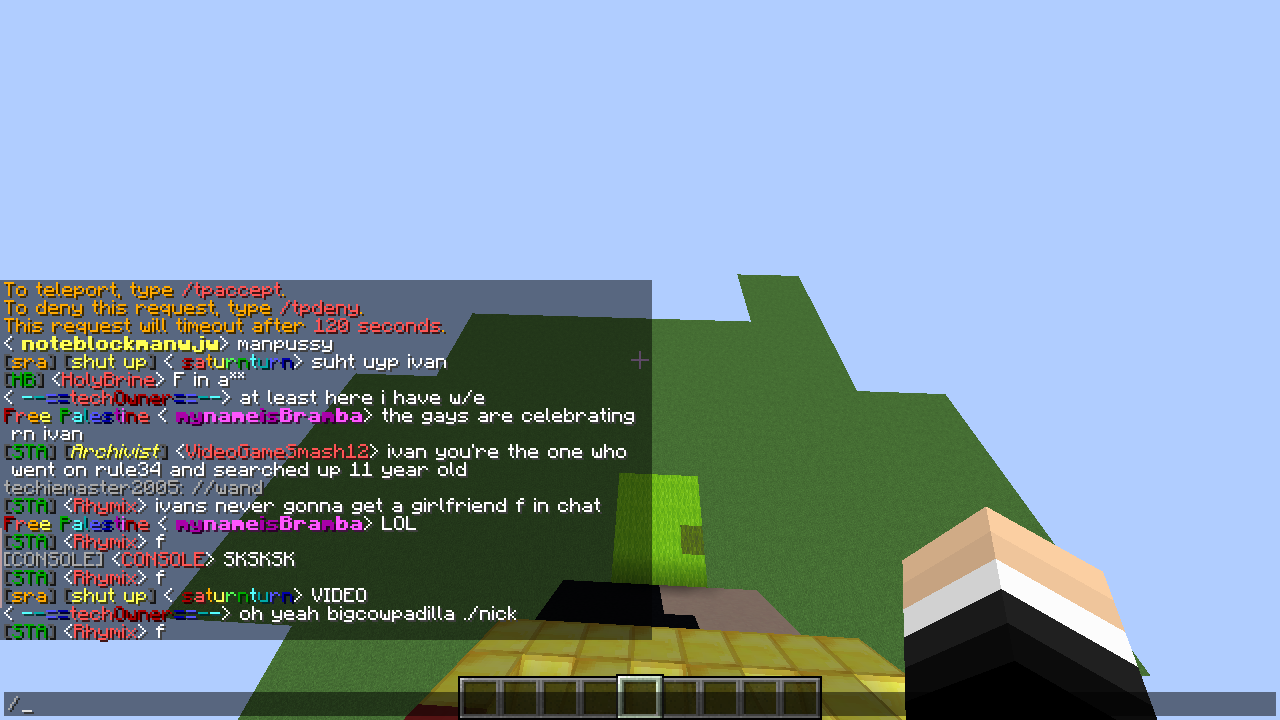 To teleport, type /tpaccept.
To deny this request, type /tpdeny.
This request will timeout after 120 seconds.
< noteblockmanwjw> manpussy
[sra] [shut up] < saturnturn> suht uyp ivan
[HB] <HolyBrine> F in a**
< --==techOwner==--> at least here i have w/e
Free Palestine < mynameisBramba> the gays are celebrating
rn ivan
[STA] [Archivist] <VideoGameSmash12> ivan you're the one who
went on rule34 and searched up 11 year old
techiemaster2005: //wand
[STA] <Rhymix> ivans never gonna get a girlfriend f in chat
Free Palestine < mynameisBramba> LOL
[STA] <Rhymix> f
[CONSOLE] <CONSOLE> SKSKSK
[STA] <Rhymix> f
[sra] [shut up] < saturnturn> VIDEO
< --==techOwner==--> oh yeah bigcowpadilla ./nick
[STA] <Rhymix> f
/_